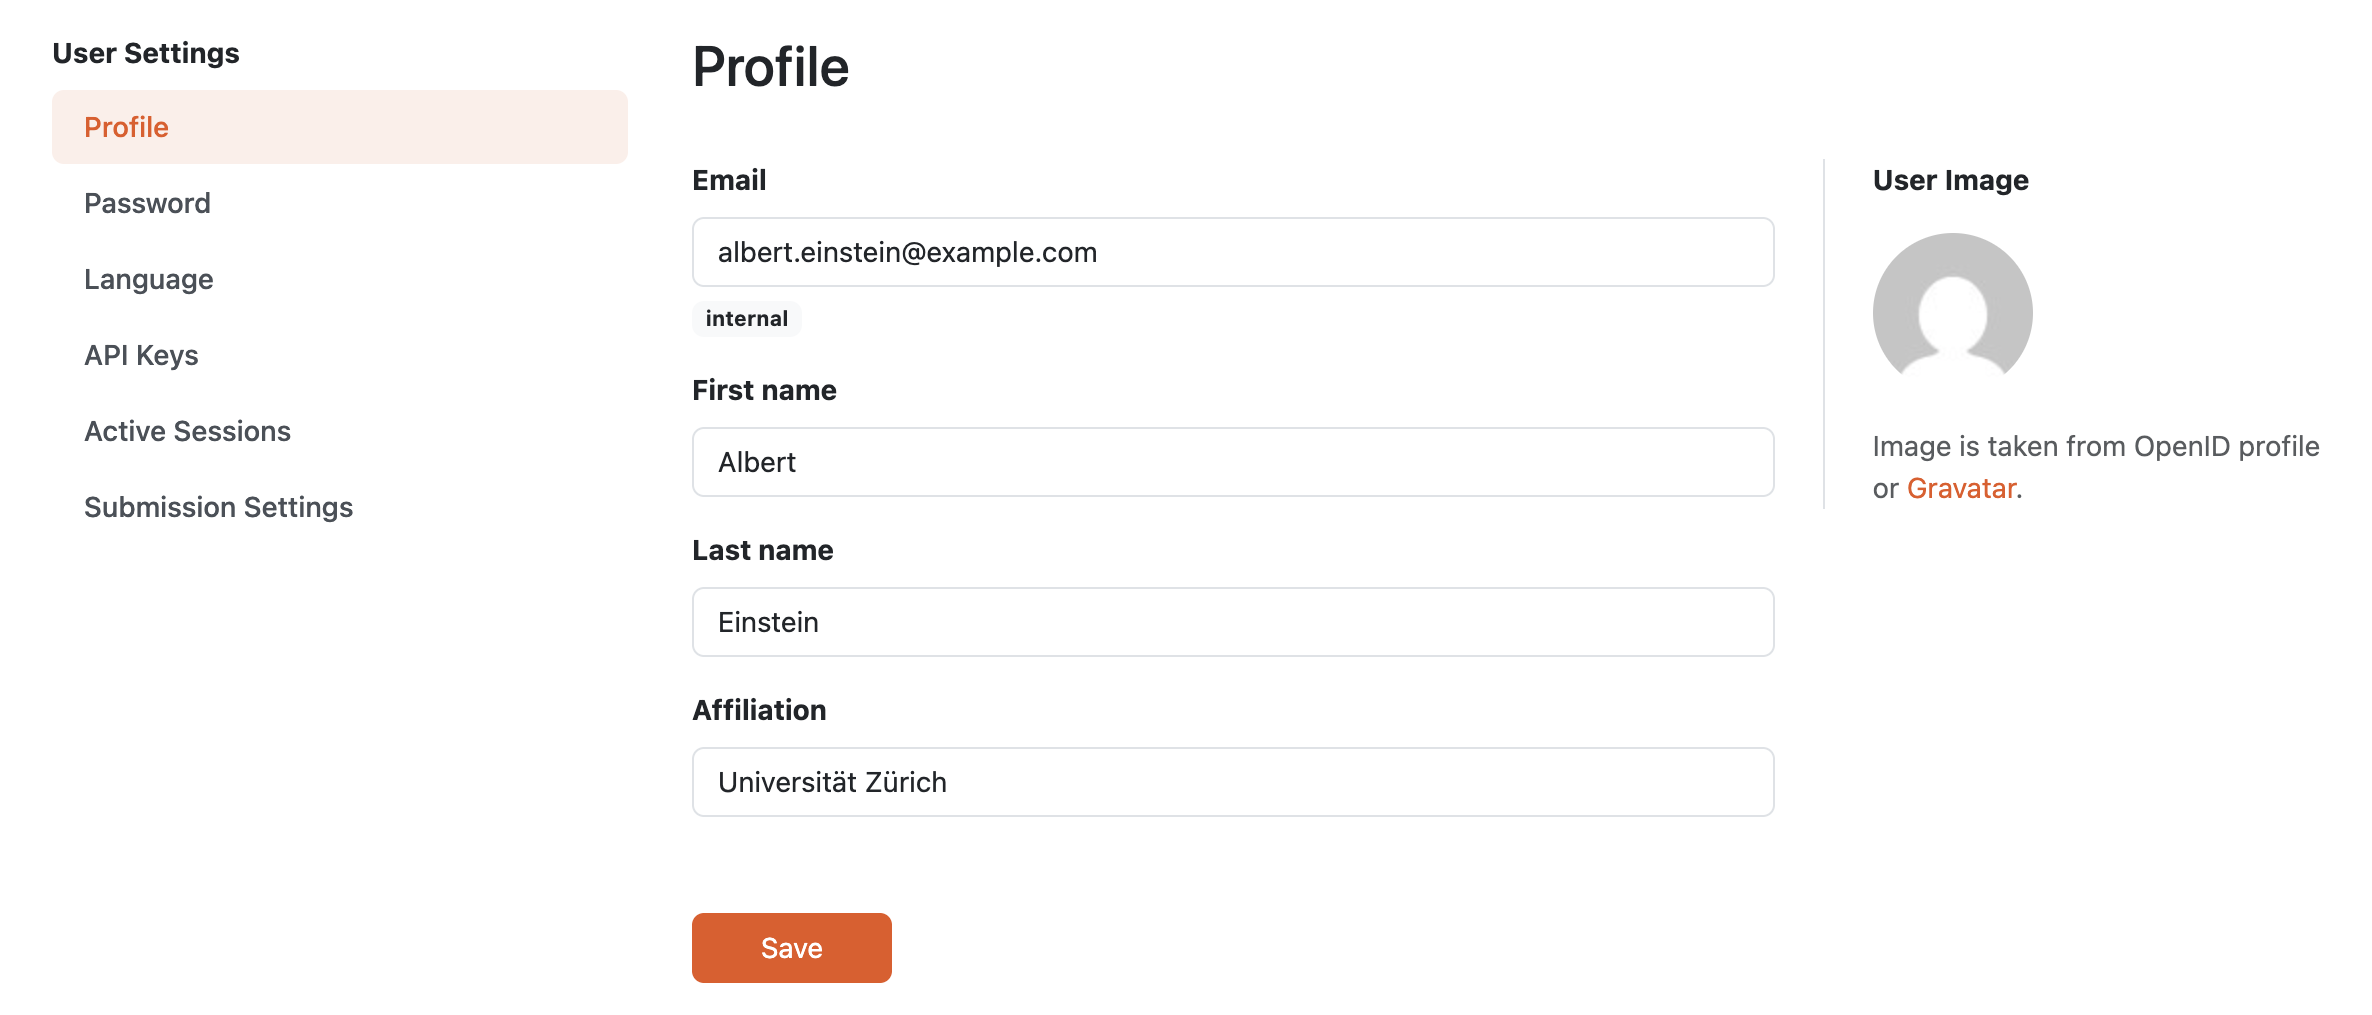 User Settings
Profile
Password
Language
API Keys
Active Sessions
Submission Settings
Profile
Email
albert.einstein@example.com
internal
First name
Albert
Last name
Einstein
Affiliation
Universität Zürich
Save
User Image
Image is taken from OpenID profile
or Gravatar.